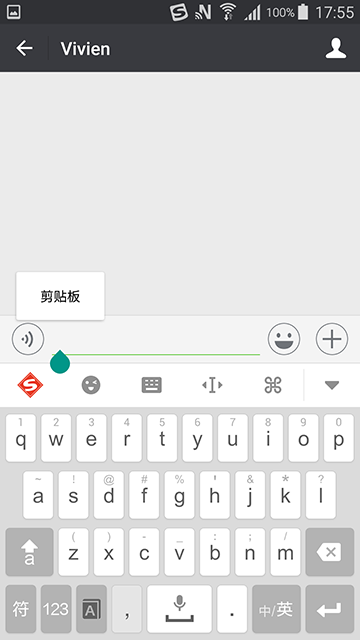 100% 17:55
Vivien
剪贴板
1 2 3 4 5 6 7 8 9 0
q w e r t y u i o p
~ ! @ # % ' & * ?
a s d f g h j k l
( ) - _ : ; /
a z x c v b n m
符 123 A , . 中/英